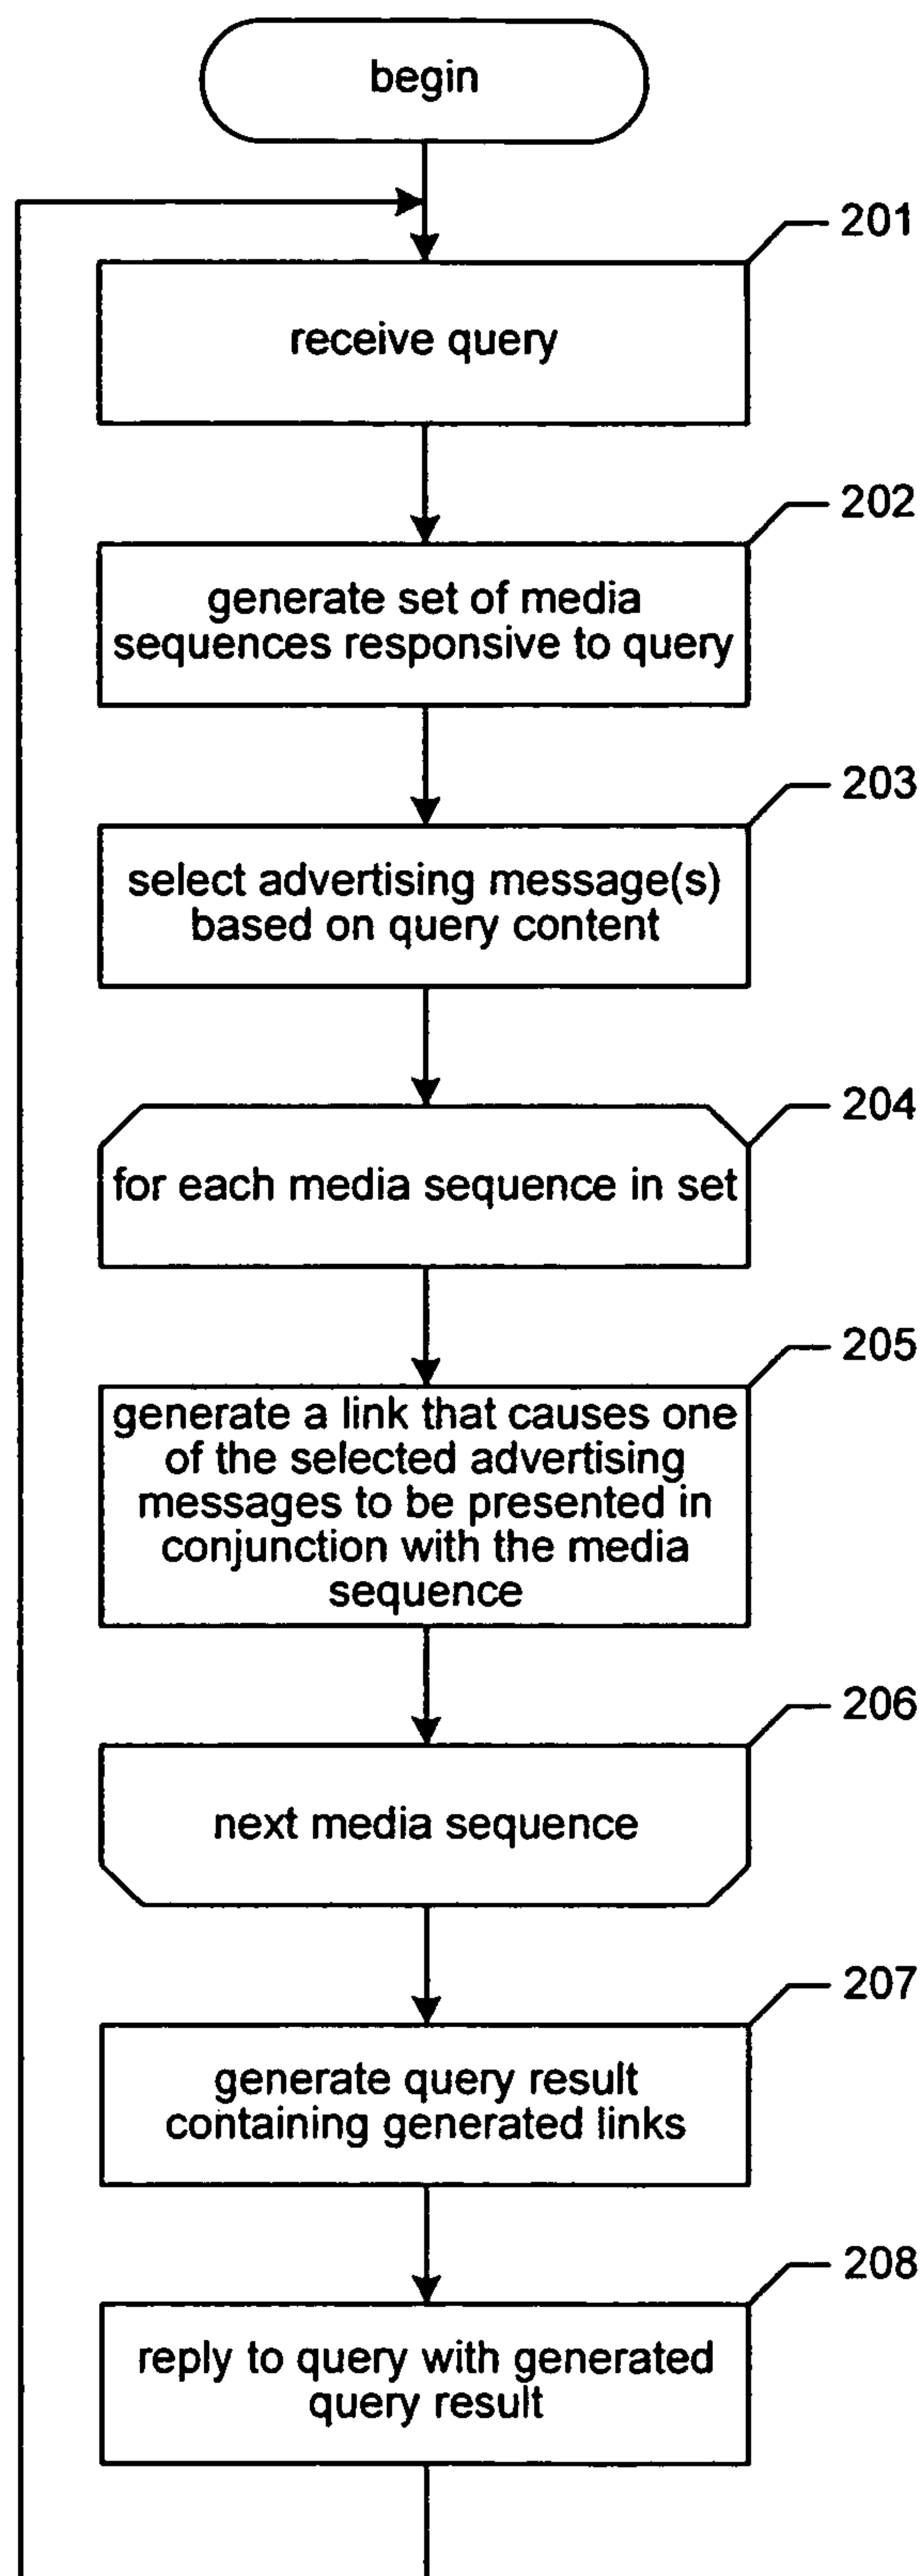 begin
201
receive query
202
generate set of media
sequences responsive to query
203
select advertising message(s)
based on query content
204
for each media sequence in set
205
generate a link that causes one
of the selected advertising
messages to be presented in
conjunction with the media
sequence
206
next media sequence
207
generate query result
containing generated links
208
reply to query with generated
query result